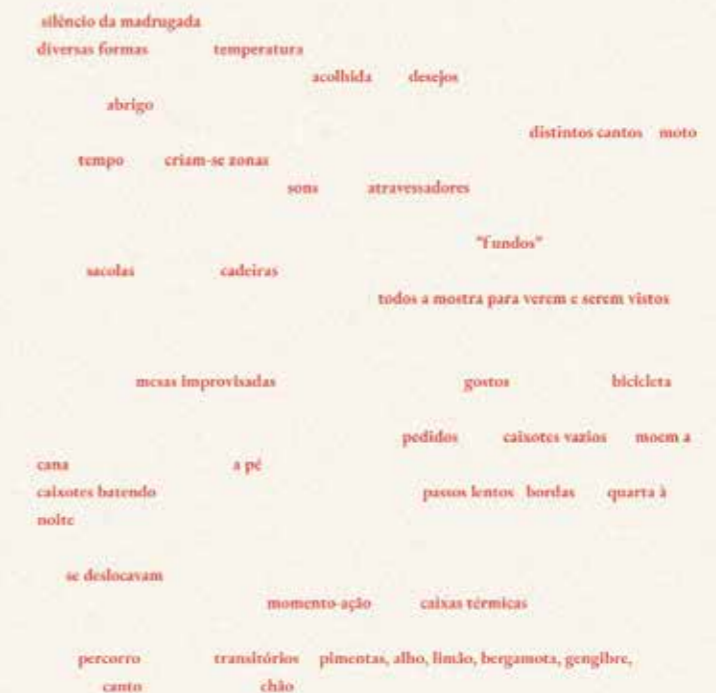 silêncio da madrugada
diversas formas temperatura
acolhida desejos
abrigo
distintos cantos moto
tempo criam-se zonas
sons atravessadores
"fundos"
sacolas cadeiras
todos a mostra para verem e serem vistos
mesas improvisadas gostos bicicleta
pedidos caixotes vazios moem a
cana a pé
caixotes batendo passos lentos bordas quarta à
noite
se deslocavam
momento-ação caixas térmicas
percorro transitórios pimentas, alho, limão, bergamota, gengibre,
canto chão